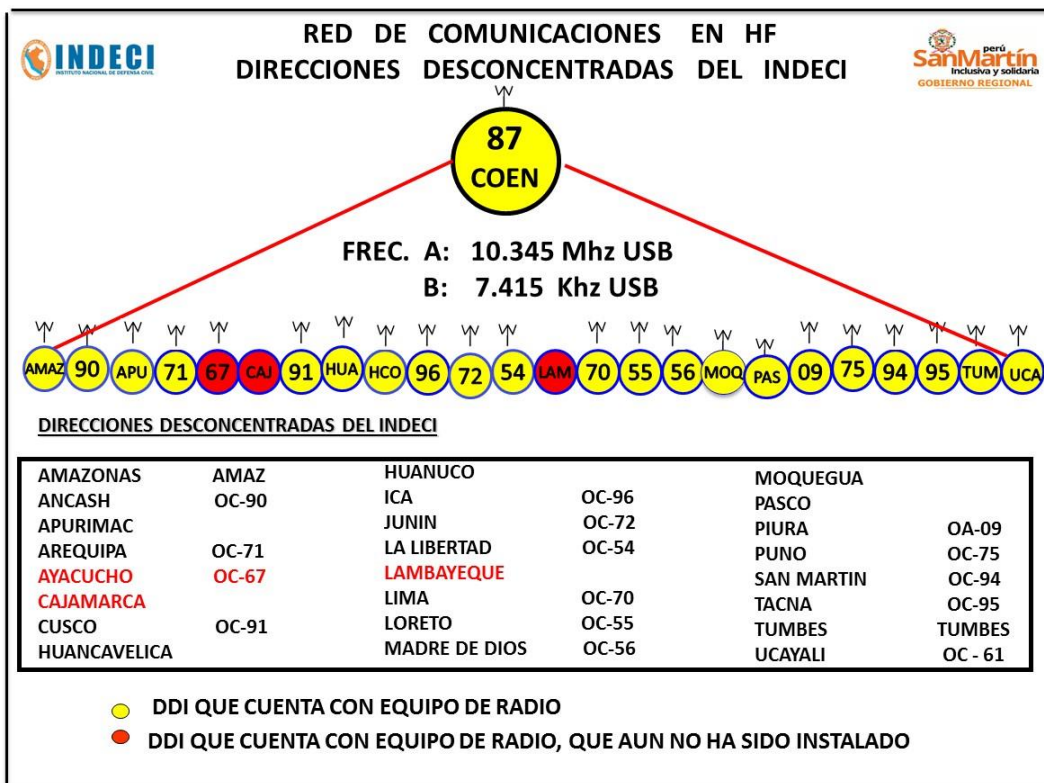 INDECI
INSTITUTO NACIONAL DE DEFENSA CIVIL
RED DE COMUNICACIONES EN HF
DIRECCIONES DESCONCENTRADAS DEL INDECI
perú
SanMartín
Inclusiva y solidaria
GOBIERNO REGIONAL
87
COEN
FREC. A: 10.345 Mhz USB
B: 7.415 Khz USB
AMAZ 90 APU 71 67 CAJ 91 HUA HCO 96 72 54 LAM 70 55 56 MOQ PAS 09 75 94 95 TUM UCA
DIRECCIONES DESCONCENTRADAS DEL INDECI
AMAZONAS AMAZ
ANCASH OC-90
APURIMAC
AREQUIPA OC-71
AYACUCHO OC-67
CAJAMARCA
CUSCO OC-91
HUANCAVELICA
HUANUCO
ICA OC-96
JUNIN OC-72
LA LIBERTAD OC-54
LAMBAYEQUE
LIMA OC-70
LORETO OC-55
MADRE DE DIOS OC-56
MOQUEGUA
PASCO
PIURA OA-09
PUNO OC-75
SAN MARTIN OC-94
TACNA OC-95
TUMBES TUMBES
UCAYALI OC - 61
DDI QUE CUENTA CON EQUIPO DE RADIO
DDI QUE CUENTA CON EQUIPO DE RADIO, QUE AUN NO HA SIDO INSTALADO